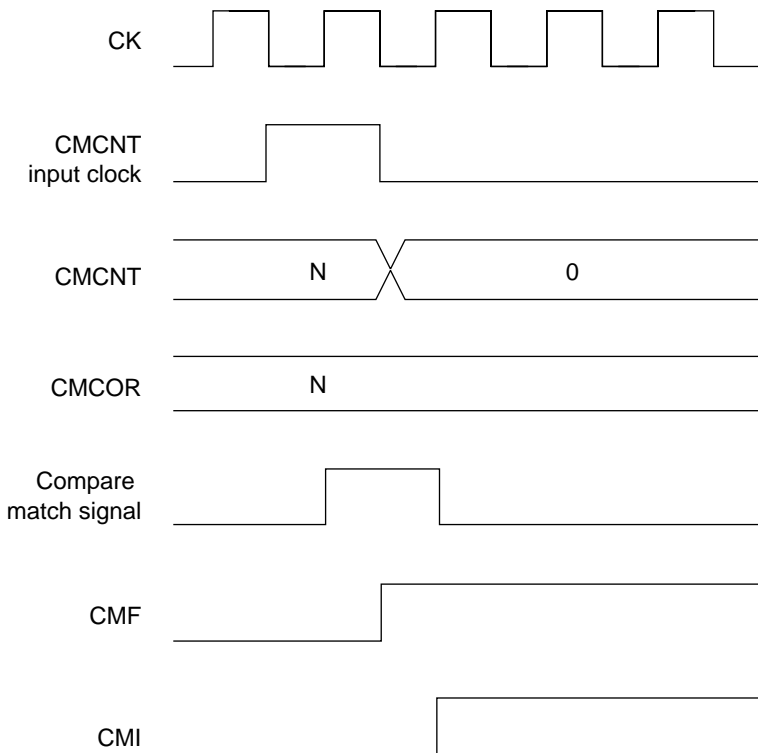 CK
CMCNT
input clock
CMCNT
N
0
CMCOR
N
Compare
match signal
CMF
CMI